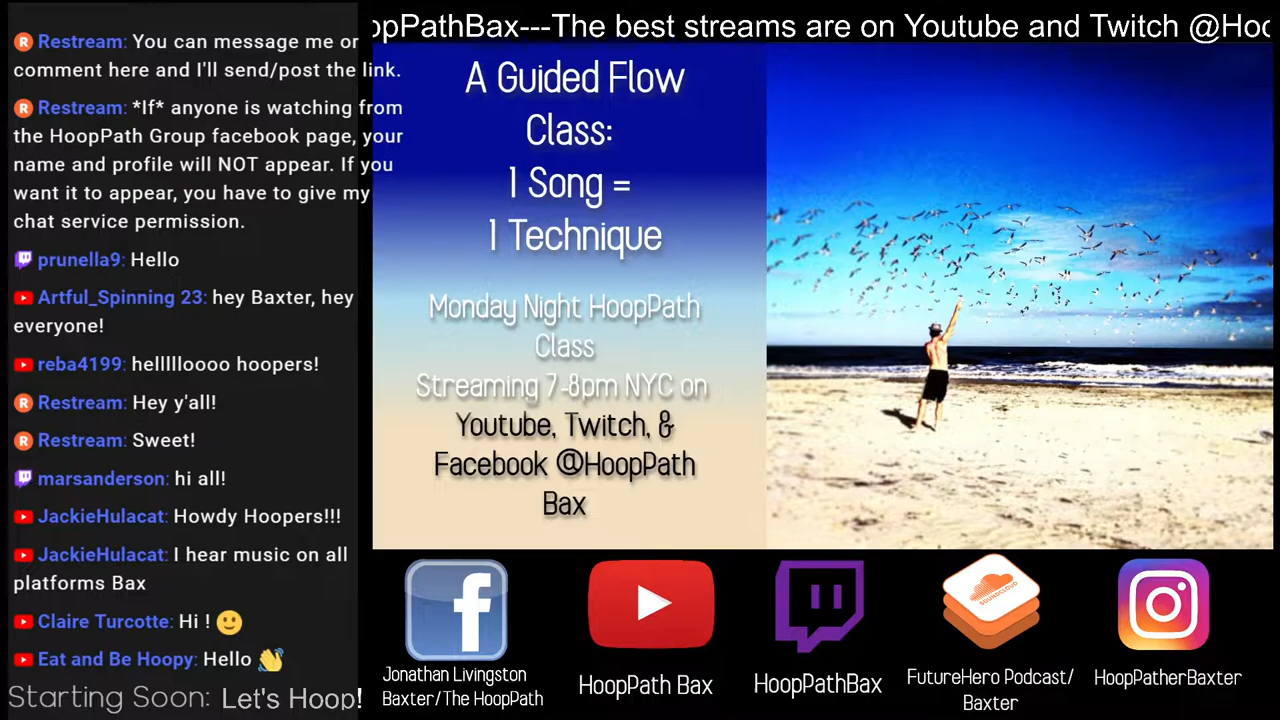 Restream: You can message me or
comment here and I'll send/post the link.
Restream: *If* anyone is watching from
the HoopPath Group facebook page, your
name and profile will NOT appear. If you
want it to appear, you have to give my
chat service permission.
prunella9: Hello
Artful_Spinning 23: hey Baxter, hey
everyone!
reba4199: hellllloooo hoopers!
Restream: Hey y'all!
Restream: Sweet!
marsanderson: hi all!
JackieHulacat: Howdy Hoopers!!!
JackieHulacat: I hear music on all
platforms Bax
Claire Turcotte: Hi ! 🙂
Eat and Be Hoopy: Hello 👋
Starting Soon: Let's Hoop!
opPathBax---The best streams are on Youtube and Twitch @Hoo
A Guided Flow
Class:
1 Song =
1 Technique
Monday Night HoopPath
Class
Streaming 7-8pm NYC on
Youtube, Twitch, &
Facebook @HoopPath
Bax
SOUNDCLOUD
Jonathan Livingston
Baxter/The HoopPath
HoopPath Bax
HoopPathBax
FutureHero Podcast/
Baxter
HoopPatherBaxter